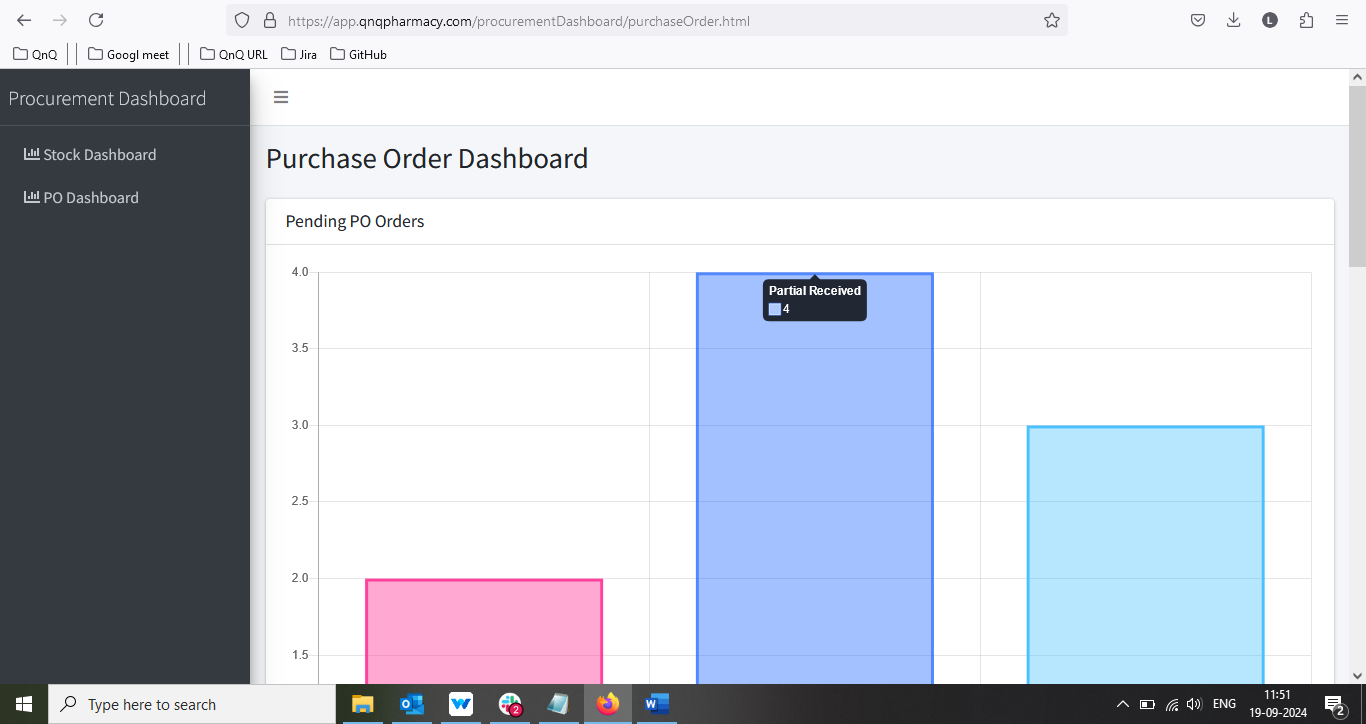 https://app.qnqpharmacy.com/procurementDashboard/purchaseOrder.html
L
QnQ
Googl meet
QnQ URL
Jira
GitHub
Procurement Dashboard
Stock Dashboard
PO Dashboard
Purchase Order Dashboard
Pending PO Orders
4.0
Partial Received
4
3.5
3.0
2.5
2.0
1.5
Type here to search
2
ENG
11:51
19-09-2024
2